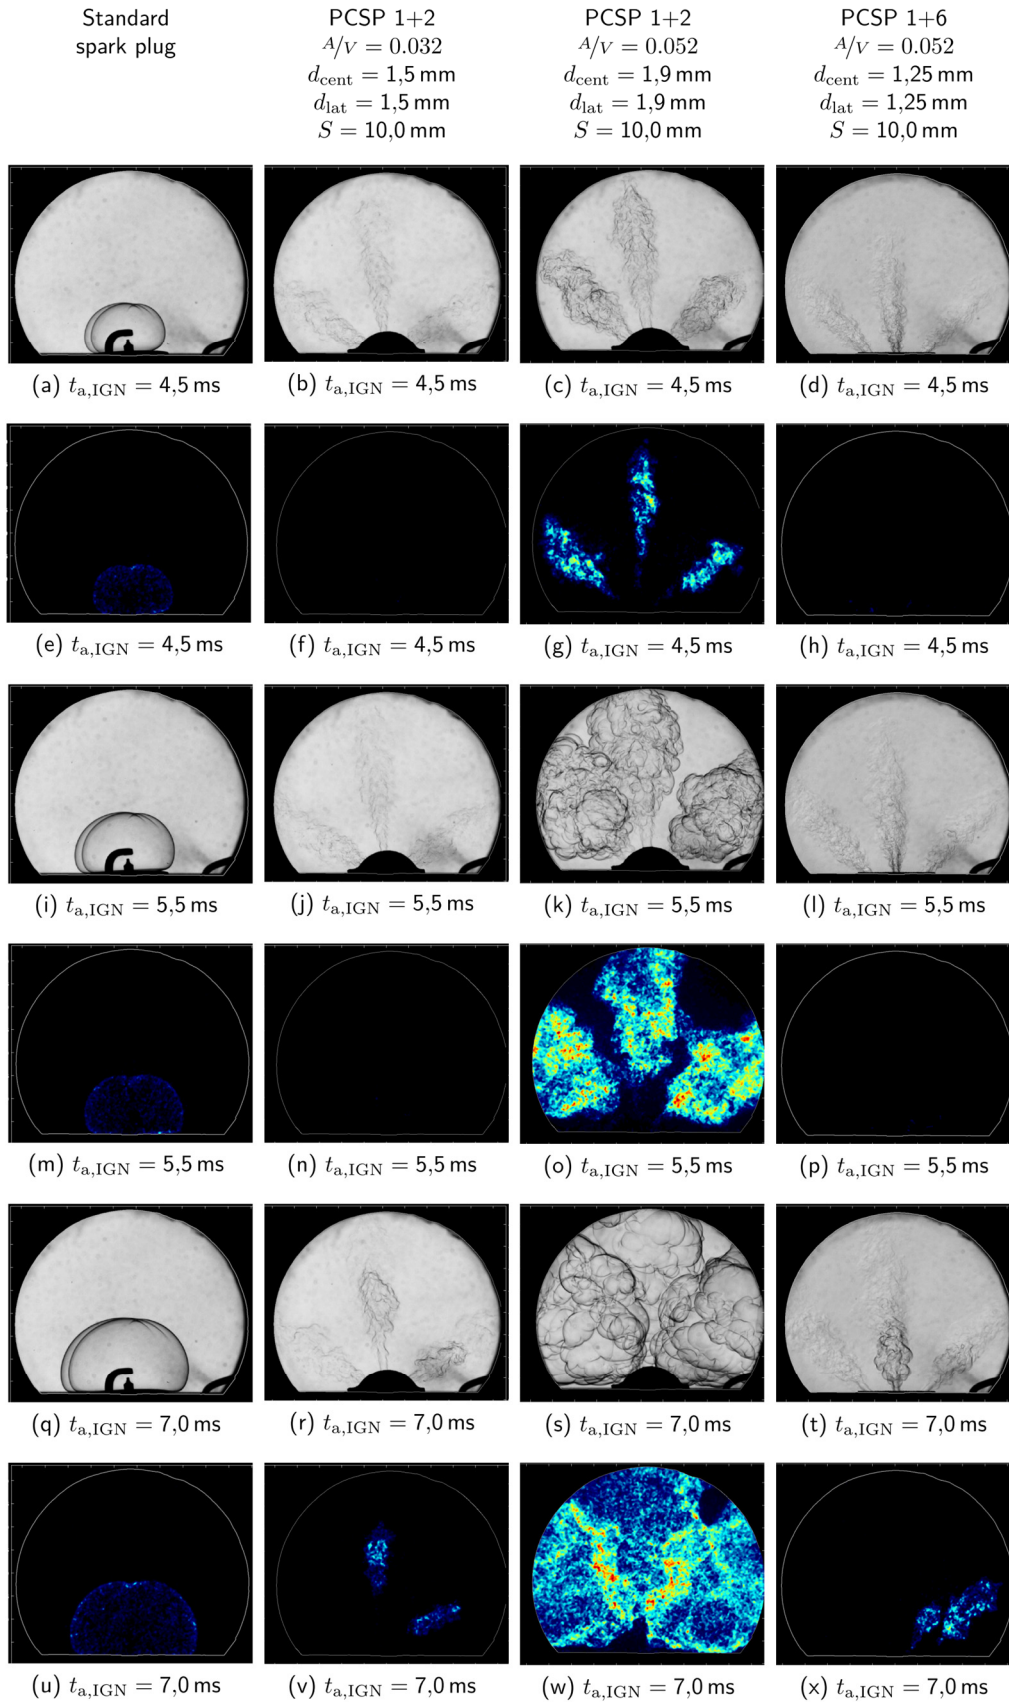 Standard
spark plug
PCSP 1+2
A/V = 0.032
d_cent = 1,5 mm
d_lat = 1,5 mm
S = 10,0 mm
PCSP 1+2
A/V = 0.052
d_cent = 1,9 mm
d_lat = 1,9 mm
S = 10,0 mm
PCSP 1+6
A/V = 0.052
d_cent = 1,25 mm
d_lat = 1,25 mm
S = 10,0 mm
(a) t_a,IGN = 4,5 ms
(b) t_a,IGN = 4,5 ms
(c) t_a,IGN = 4,5 ms
(d) t_a,IGN = 4,5 ms
(e) t_a,IGN = 4,5 ms
(f) t_a,IGN = 4,5 ms
(g) t_a,IGN = 4,5 ms
(h) t_a,IGN = 4,5 ms
(i) t_a,IGN = 5,5 ms
(j) t_a,IGN = 5,5 ms
(k) t_a,IGN = 5,5 ms
(l) t_a,IGN = 5,5 ms
(m) t_a,IGN = 5,5 ms
(n) t_a,IGN = 5,5 ms
(o) t_a,IGN = 5,5 ms
(p) t_a,IGN = 5,5 ms
(q) t_a,IGN = 7,0 ms
(r) t_a,IGN = 7,0 ms
(s) t_a,IGN = 7,0 ms
(t) t_a,IGN = 7,0 ms
(u) t_a,IGN = 7,0 ms
(v) t_a,IGN = 7,0 ms
(w) t_a,IGN = 7,0 ms
(x) t_a,IGN = 7,0 ms